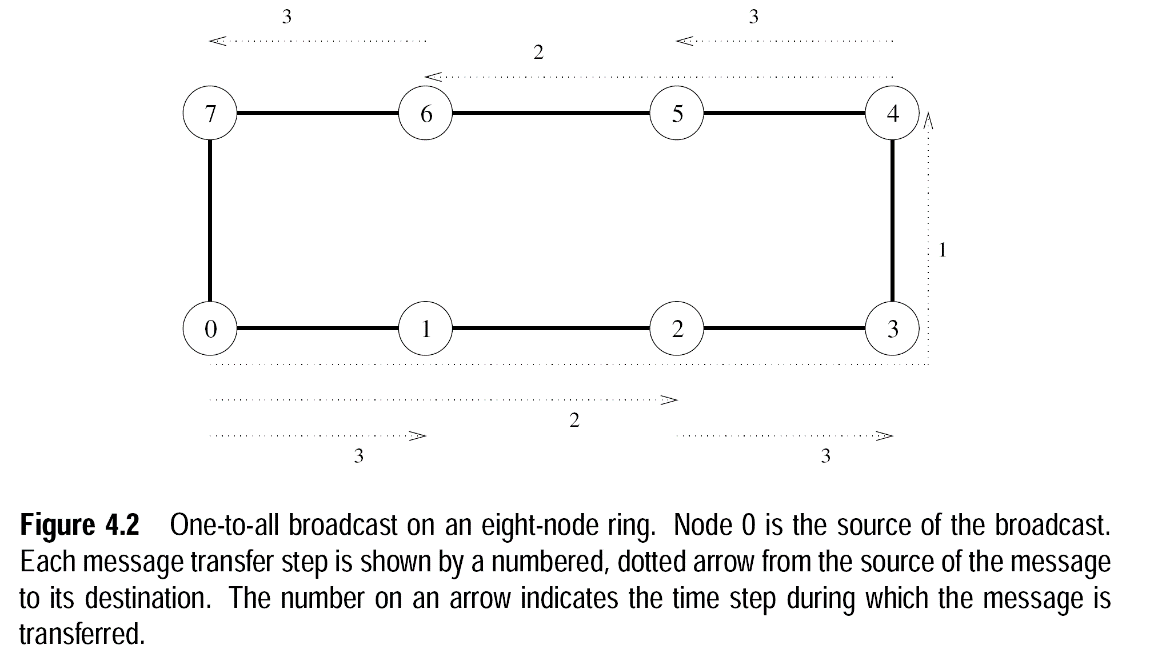 3 3
2
7 6 5 4
1
0 1 2 3
2
3 3
Figure 4.2 One-to-all broadcast on an eight-node ring. Node 0 is the source of the broadcast.
Each message transfer step is shown by a numbered, dotted arrow from the source of the message
to its destination. The number on an arrow indicates the time step during which the message is
transferred.